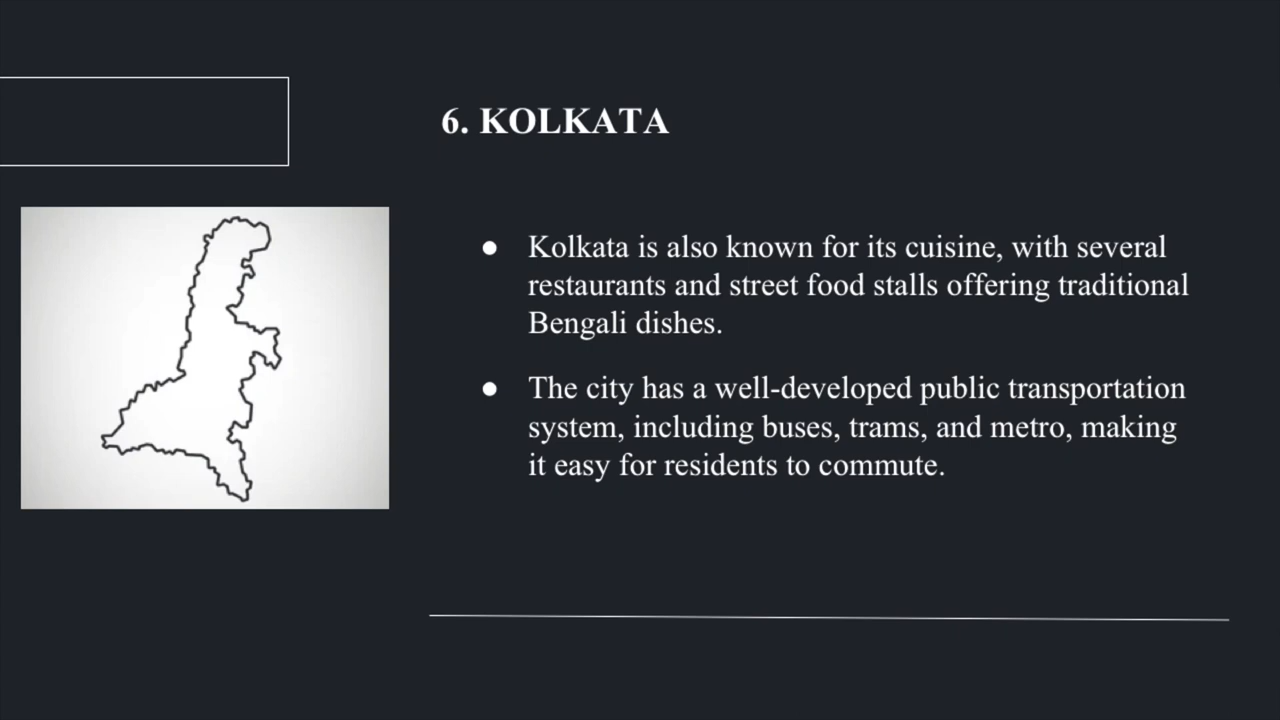 6. KOLKATA
● Kolkata is also known for its cuisine, with several
restaurants and street food stalls offering traditional
Bengali dishes.
● The city has a well-developed public transportation
system, including buses, trams, and metro, making
it easy for residents to commute.